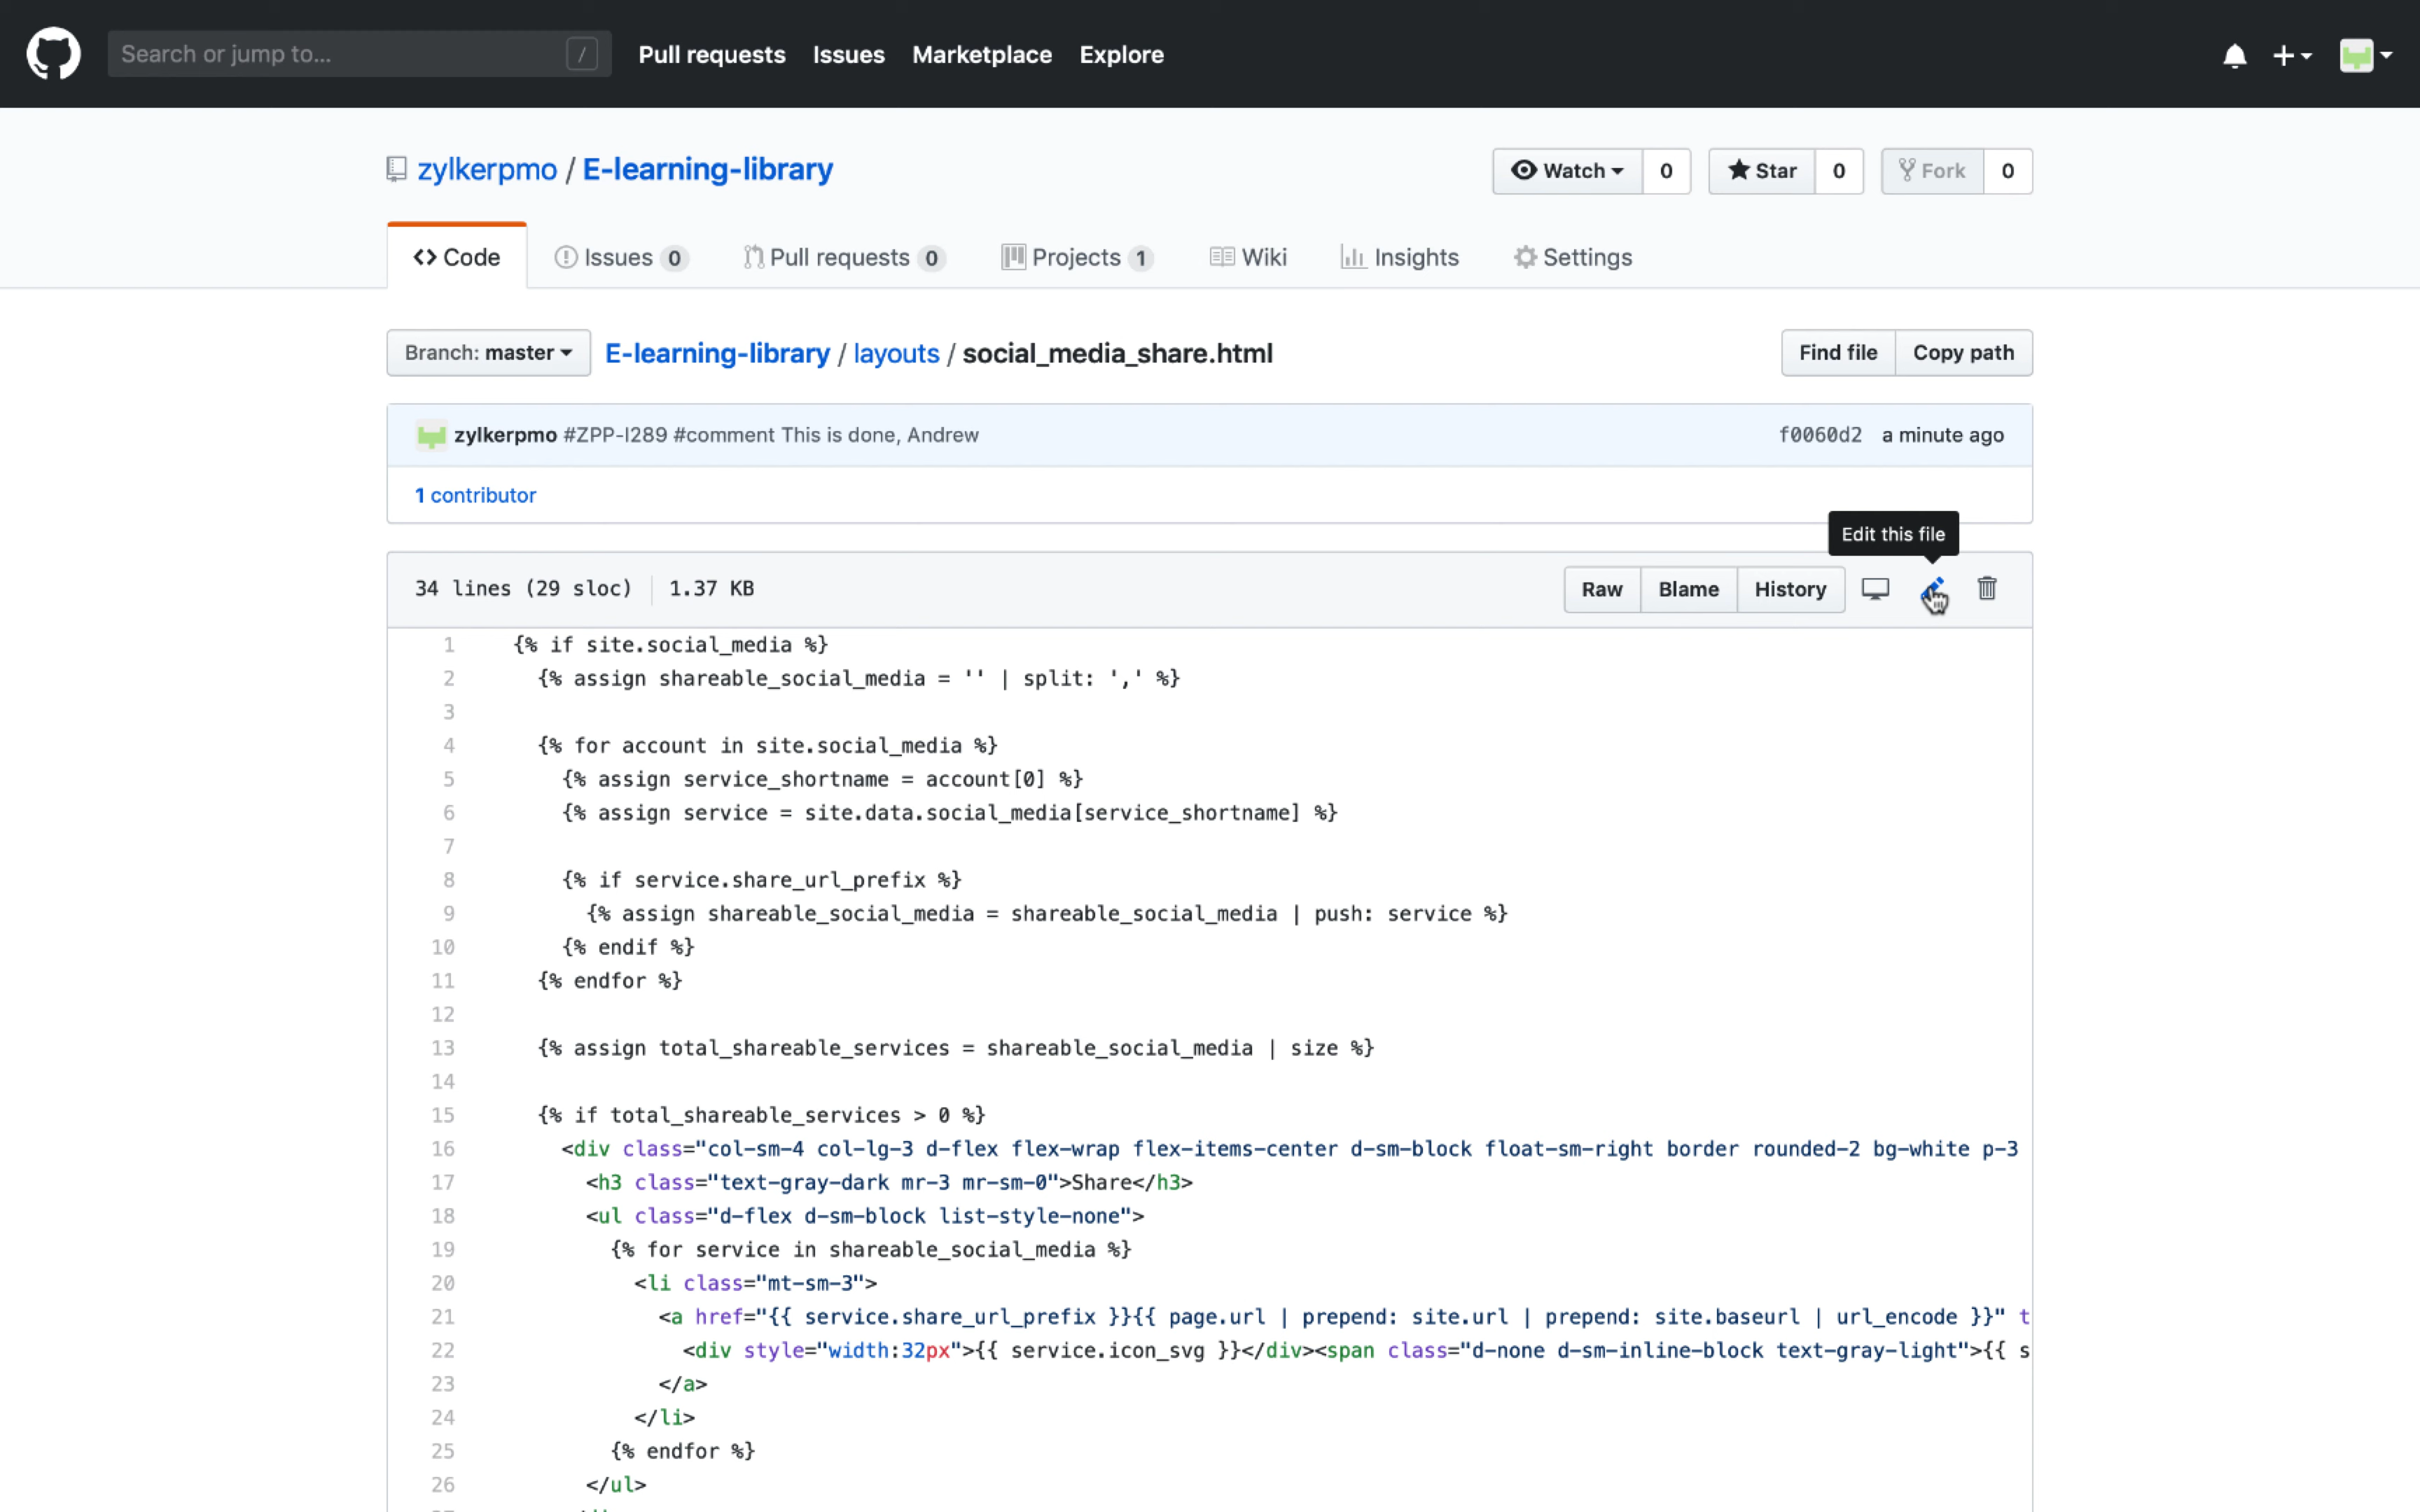 Search or jump to... / Pull requests Issues Marketplace Explore
zylkerpmo / E-learning-library Watch 0 Star 0 Fork 0
<> Code Issues 0 Pull requests 0 Projects 1 Wiki Insights Settings
Branch: master E-learning-library / layouts / social_media_share.html Find file Copy path
zylkerpmo #ZPP-I289 #comment This is done, Andrew f0060d2 a minute ago
1 contributor
Edit this file
34 lines (29 sloc) 1.37 KB Raw Blame History
1 {% if site.social_media %}
2 {% assign shareable_social_media = '' | split: ',' %}
3
4 {% for account in site.social_media %}
5 {% assign service_shortname = account[0] %}
6 {% assign service = site.data.social_media[service_shortname] %}
7
8 {% if service.share_url_prefix %}
9 {% assign shareable_social_media = shareable_social_media | push: service %}
10 {% endif %}
11 {% endfor %}
12
13 {% assign total_shareable_services = shareable_social_media | size %}
14
15 {% if total_shareable_services > 0 %}
16 <div class="col-sm-4 col-lg-3 d-flex flex-wrap flex-items-center d-sm-block float-sm-right border rounded-2 bg-white p-3
17 <h3 class="text-gray-dark mr-3 mr-sm-0">Share</h3>
18 <ul class="d-flex d-sm-block list-style-none">
19 {% for service in shareable_social_media %}
20 <li class="mt-sm-3">
21 <a href="{{ service.share_url_prefix }}{{ page.url | prepend: site.url | prepend: site.baseurl | url_encode }}" t
22 <div style="width:32px">{{ service.icon_svg }}</div><span class="d-none d-sm-inline-block text-gray-light">{{ s
23 </a>
24 </li>
25 {% endfor %}
26 </ul>